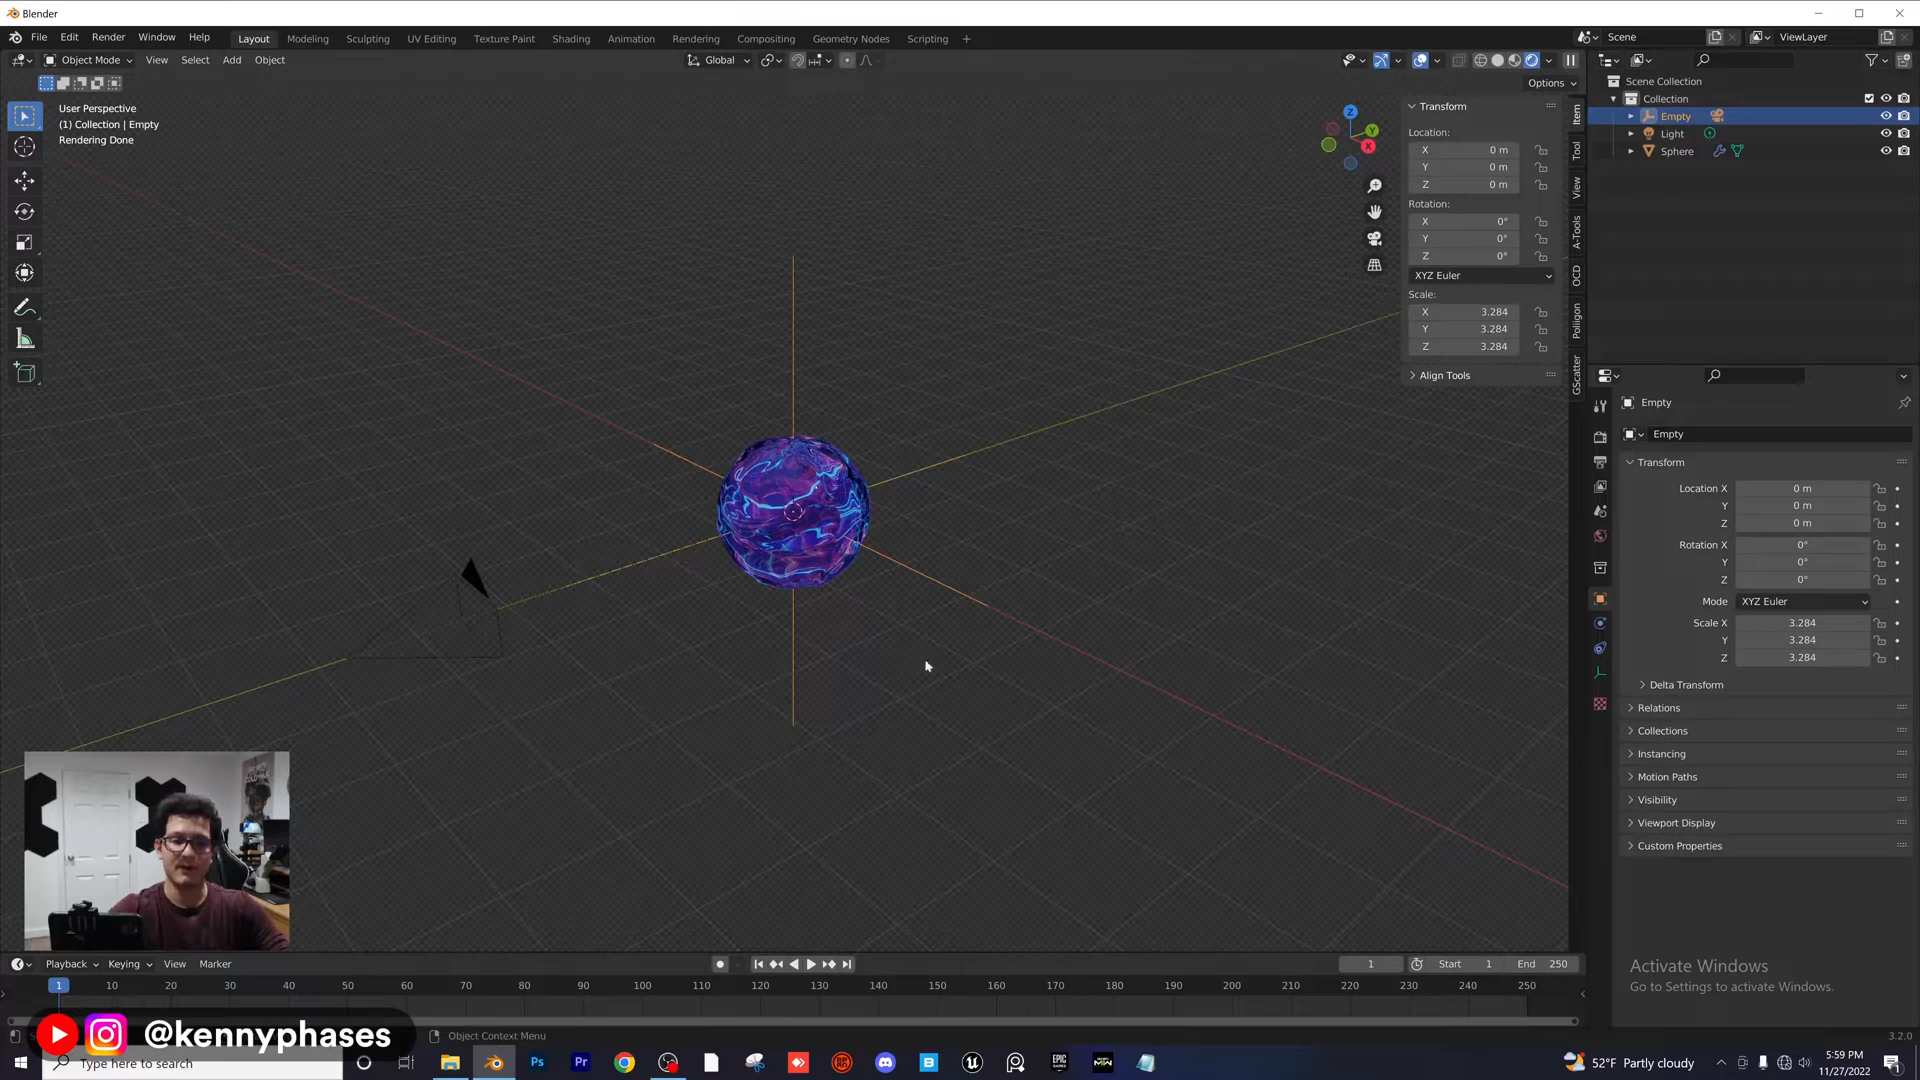 Blender
File Edit Render Window Help
Layout Modeling Sculpting UV Editing Texture Paint Shading Animation Rendering Compositing Geometry Nodes Scripting +
Scene
ViewLayer
Object Mode View Select Add Object
Global
Options
User Perspective
(1) Collection | Empty
Rendering Done
Z
Y
X
Transform
Location:
X 0 m
Y 0 m
Z 0 m
Rotation:
X 0°
Y 0°
Z 0°
XYZ Euler
Scale:
X 3.284
Y 3.284
Z 3.284
Align Tools
Item
Tool
View
A-Tools
OCD
Poliigon
GScatter
Scene Collection
Collection
Empty
Light
Sphere
Empty
Empty
Transform
Location X 0 m
Y 0 m
Z 0 m
Rotation X 0°
Y 0°
Z 0°
Mode XYZ Euler
Scale X 3.284
Y 3.284
Z 3.284
Delta Transform
Relations
Collections
Instancing
Motion Paths
Visibility
Viewport Display
Custom Properties
Activate Windows
Go to Settings to activate Windows.
Playback Keying View Marker
1 Start 1 End 250
1 10 20 30 40 50 60 70 80 90 100 110 120 130 140 150 160 170 180 190 200 210 220 230 240 250
@kennyphases
Object Context Menu
3.2.0
Type here to search
Ps
Pr
52°F Partly cloudy
5:59 PM
11/27/2022